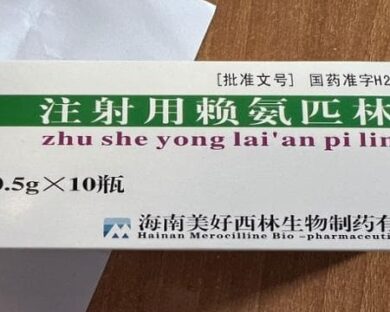 [批准文号] 国药准字H2
注射用赖氨匹林
zhu she yong lai'an pi lin
0.5g×10瓶
海南美好西林生物制药有
Hainan Merocilline Bio-pharmaceuti